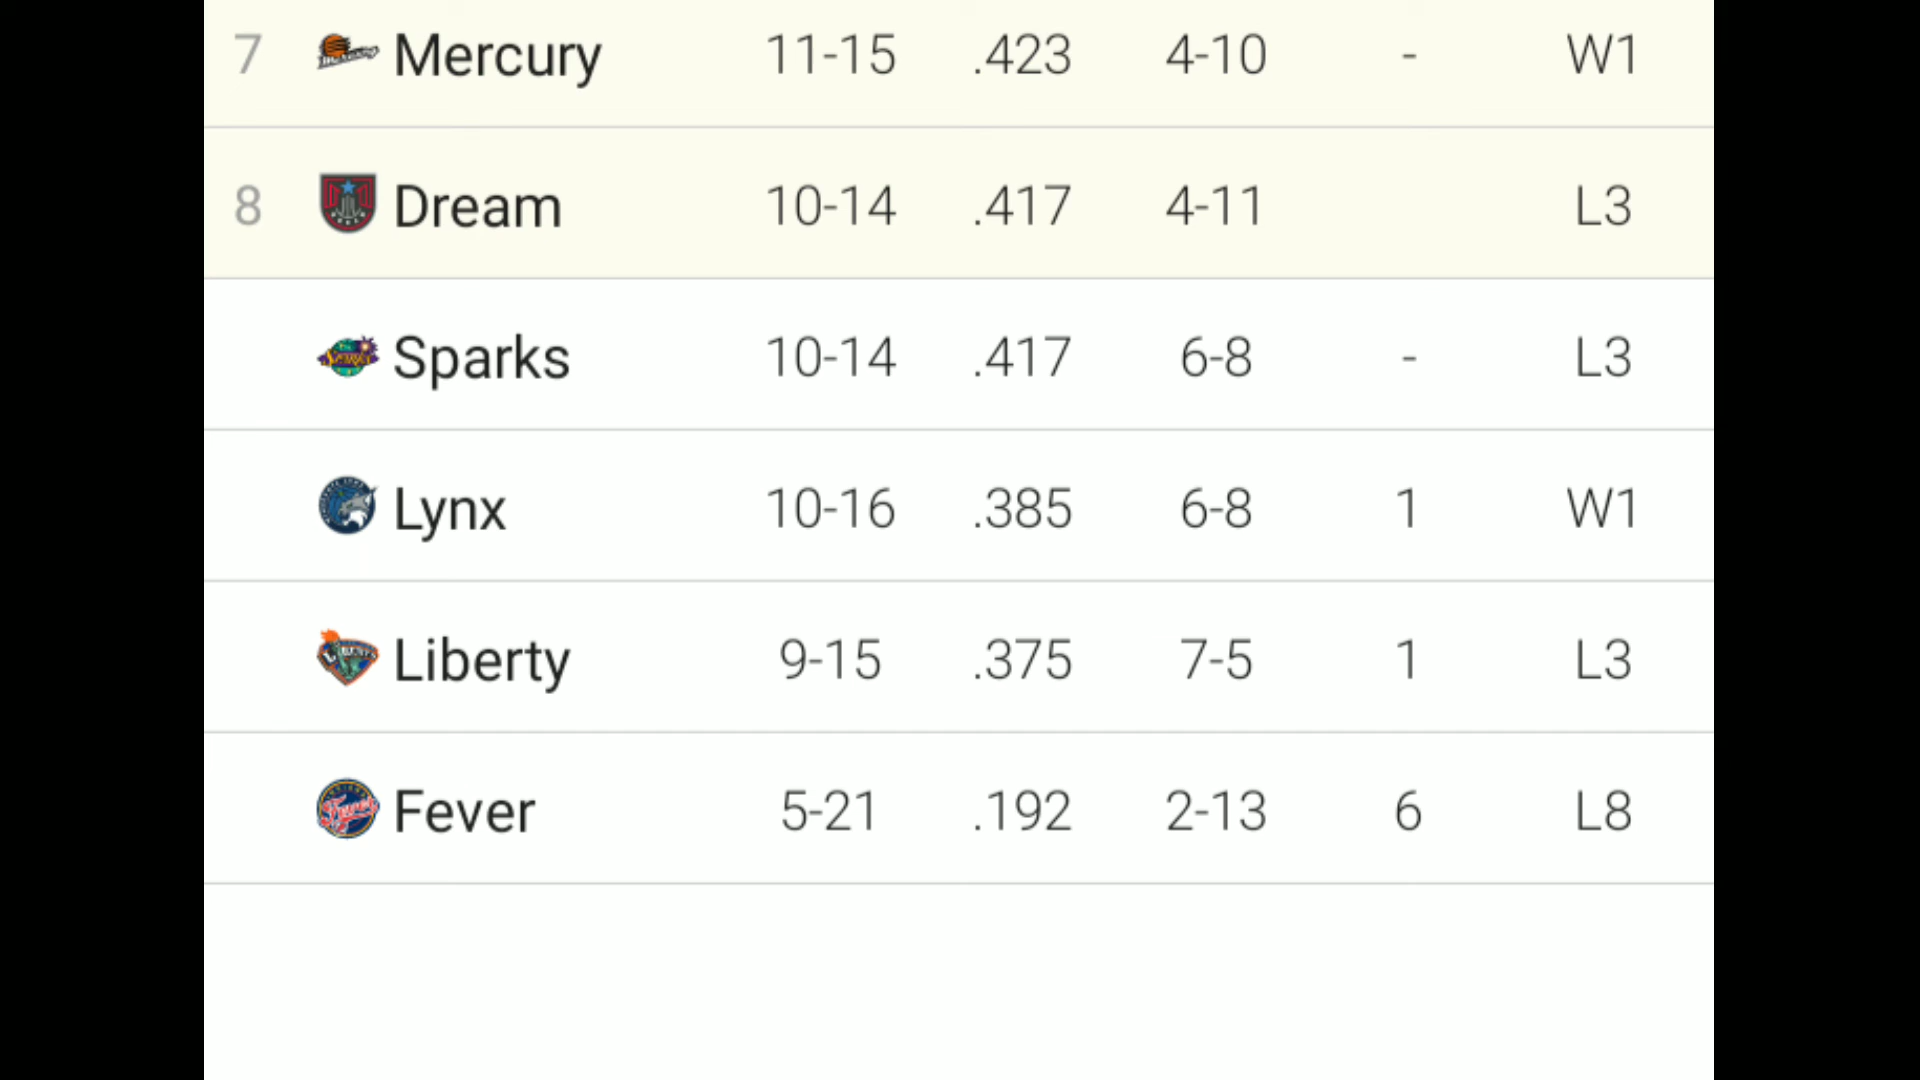 7 Mercury 11-15 .423 4-10 - W1
8 Dream 10-14 .417 4-11 L3
Sparks 10-14 .417 6-8 - L3
Lynx 10-16 .385 6-8 1 W1
Liberty 9-15 .375 7-5 1 L3
Fever 5-21 .192 2-13 6 L8